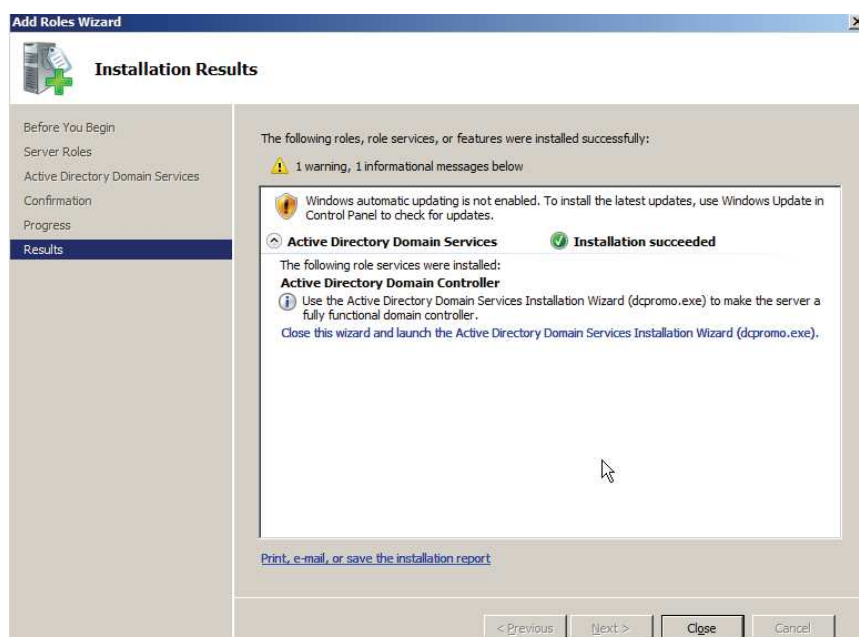 Add Roles Wizard
Installation Results
Before You Begin
Server Roles
Active Directory Domain Services
Confirmation
Progress
Results
The following roles, role services, or features were installed successfully:
1 warning, 1 informational messages below
Windows automatic updating is not enabled. To install the latest updates, use Windows Update in
Control Panel to check for updates.
Active Directory Domain Services Installation succeeded
The following role services were installed:
Active Directory Domain Controller
Use the Active Directory Domain Services Installation Wizard (dcpromo.exe) to make the server a
fully functional domain controller.
Close this wizard and launch the Active Directory Domain Services Installation Wizard (dcpromo.exe).
Print, e-mail, or save the installation report
< Previous Next > Close Cancel